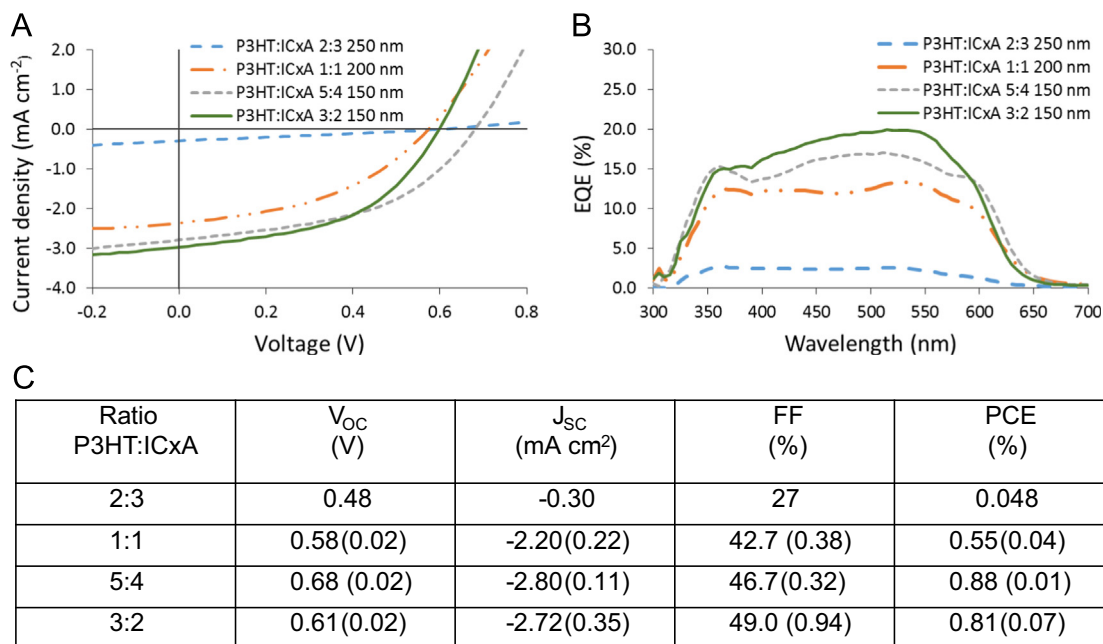 A
P3HT:ICxA 2:3 250 nm
P3HT:ICxA 1:1 200 nm
P3HT:ICxA 5:4 150 nm
P3HT:ICxA 3:2 150 nm
2.0
1.0
0.0
-1.0
-2.0
-3.0
-4.0
Current density (mA cm⁻²)
-0.2 0.0 0.2 0.4 0.6 0.8
Voltage (V)
B
P3HT:ICxA 2:3 250 nm
P3HT:ICxA 1:1 200 nm
P3HT:ICxA 5:4 150 nm
P3HT:ICxA 3:2 150 nm
30.0
25.0
20.0
15.0
10.0
5.0
0.0
EQE (%)
300 350 400 450 500 550 600 650 700
Wavelength (nm)
C
Ratio P3HT:ICxA V_OC (V) J_SC (mA cm²) FF (%) PCE (%)
2:3 0.48 -0.30 27 0.048
1:1 0.58(0.02) -2.20(0.22) 42.7 (0.38) 0.55(0.04)
5:4 0.68 (0.02) -2.80(0.11) 46.7(0.32) 0.88 (0.01)
3:2 0.61(0.02) -2.72(0.35) 49.0 (0.94) 0.81(0.07)